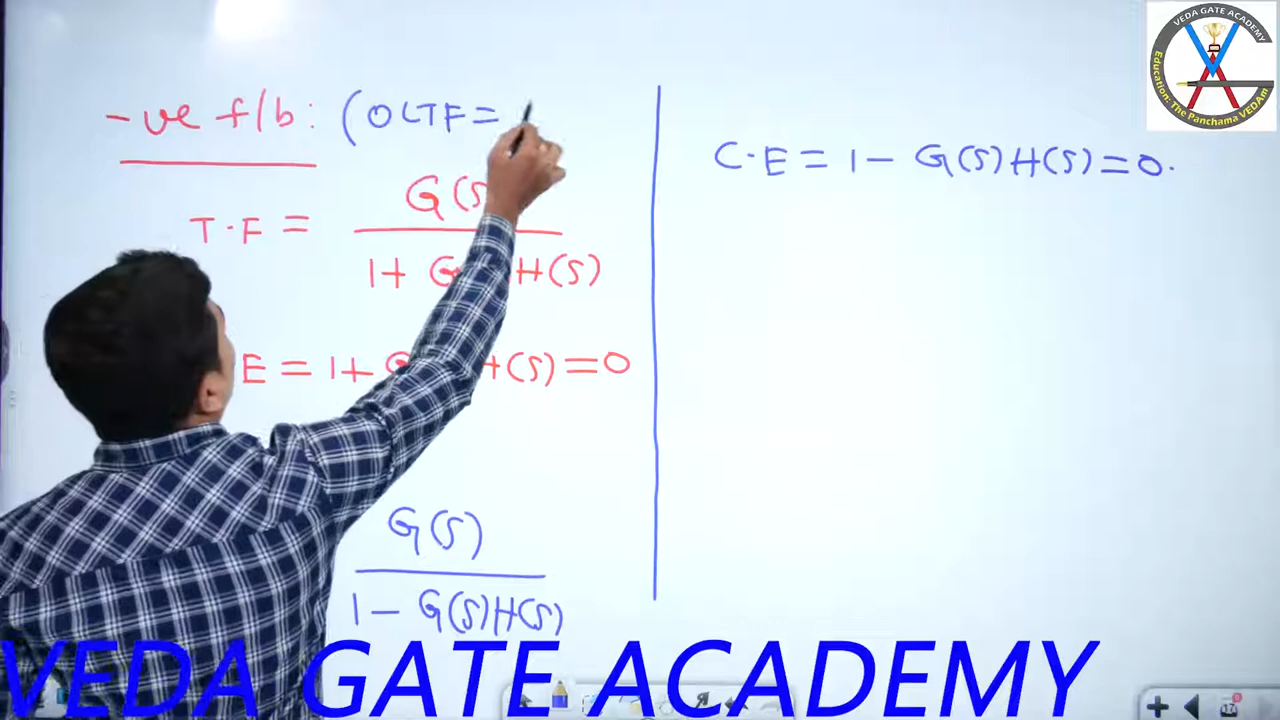 -ve f/b: (OLTF=
T.F = G(S
1+ G H(S)
E = 1+ G H(S) =0
G(S)
1- G(S)H(S)
C.E = 1- G(S)H(S) =0.
VEDA GATE ACADEMY
Education: The Panchama VEDAm
VEDA GATE ACADEMY